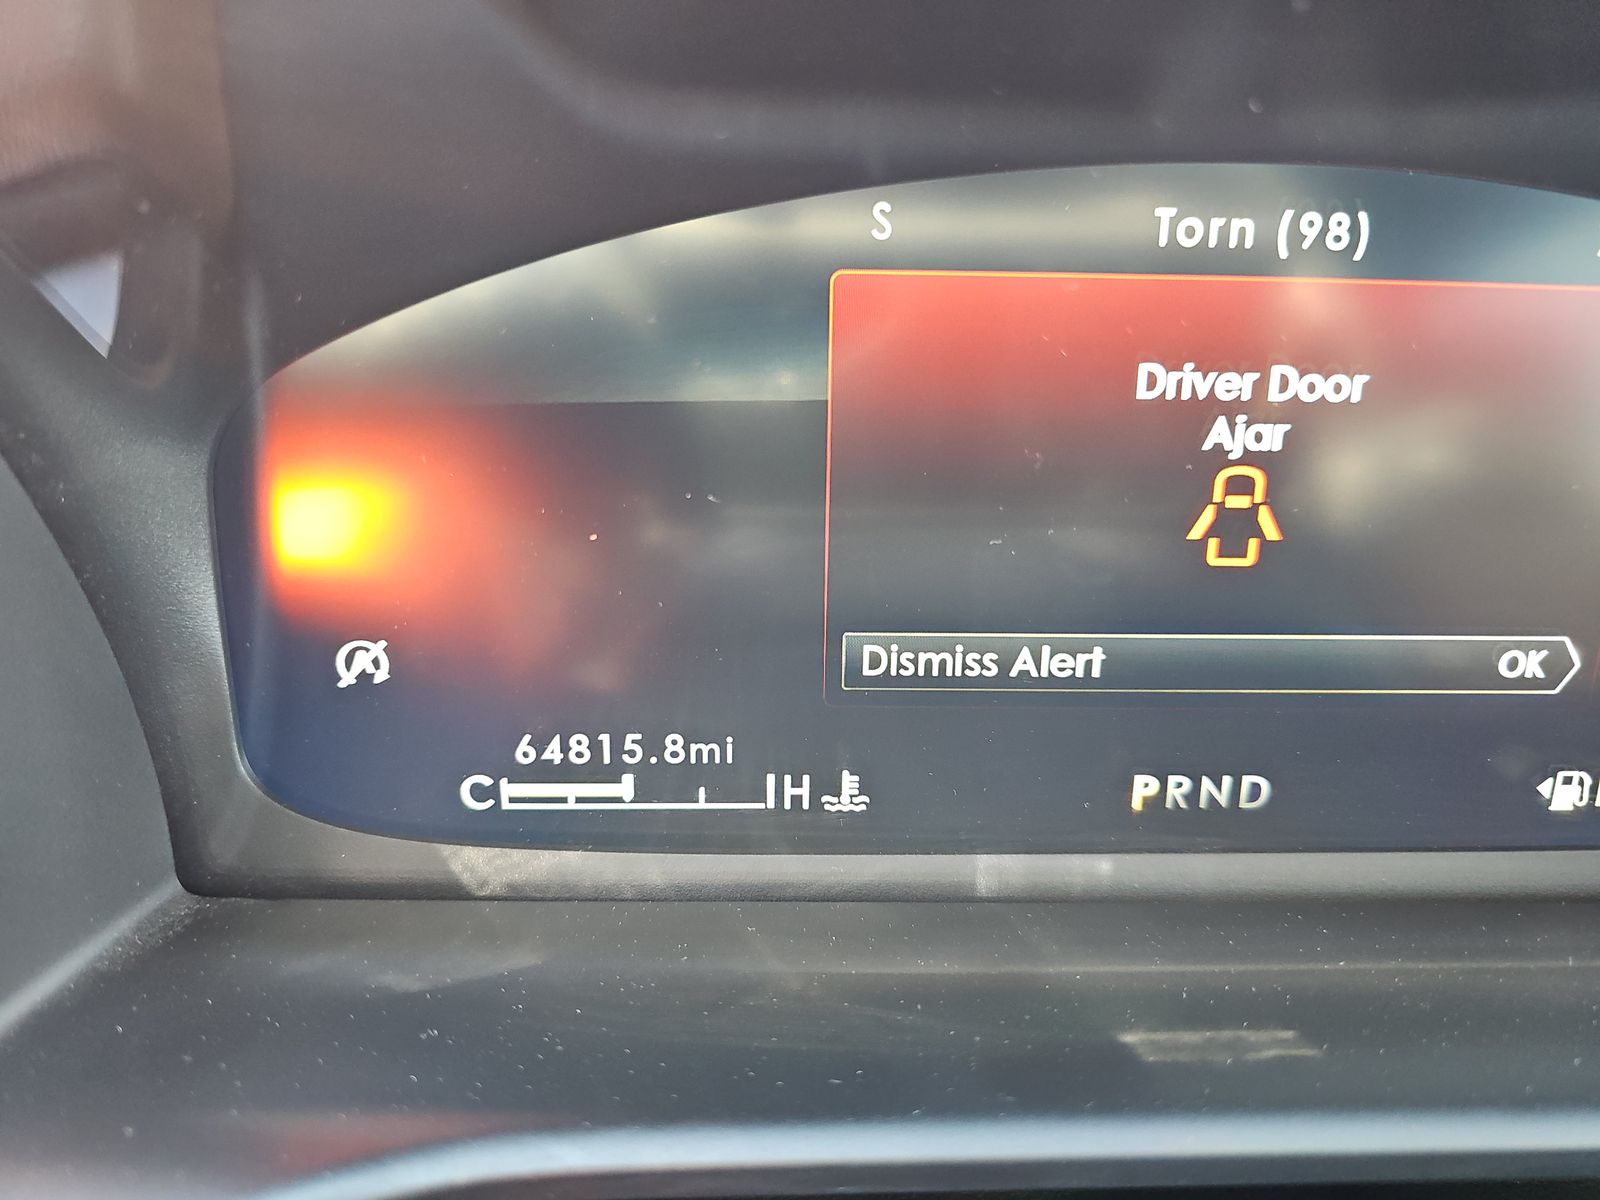 S
Torn (98)
Driver Door
Ajar
Dismiss Alert OK
64815.8mi
C H
PRND